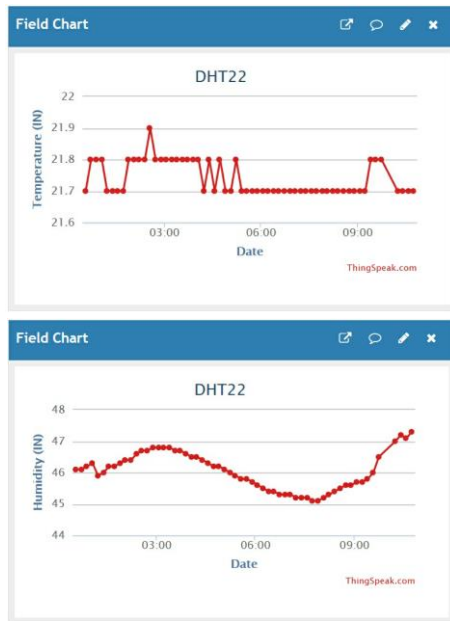 Field Chart
DHT22
Temperature (IN)
22
21.9
21.8
21.7
21.6
03:00 06:00 09:00
Date
ThingSpeak.com
Field Chart
DHT22
Humidity (IN)
48
47
46
45
44
03:00 06:00 09:00
Date
ThingSpeak.com